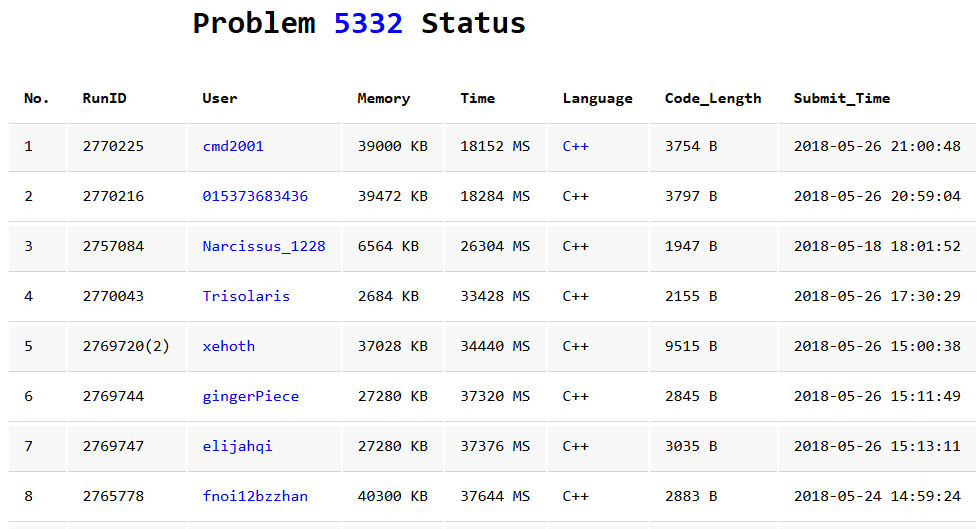 Problem 5332 Status
No. RunID User Memory Time Language Code_Length Submit_Time
1 2770225 cmd2001 39000 KB 18152 MS C++ 3754 B 2018-05-26 21:00:48
2 2770216 015373683436 39472 KB 18284 MS C++ 3797 B 2018-05-26 20:59:04
3 2757084 Narcissus_1228 6564 KB 26304 MS C++ 1947 B 2018-05-18 18:01:52
4 2770043 Trisolaris 2684 KB 33428 MS C++ 2155 B 2018-05-26 17:30:29
5 2769720(2) xehoth 37028 KB 34440 MS C++ 9515 B 2018-05-26 15:00:38
6 2769744 gingerPiece 27280 KB 37320 MS C++ 2845 B 2018-05-26 15:11:49
7 2769747 elijahqi 27280 KB 37376 MS C++ 3035 B 2018-05-26 15:13:11
8 2765778 fnoi12bzzhan 40300 KB 37644 MS C++ 2883 B 2018-05-24 14:59:24